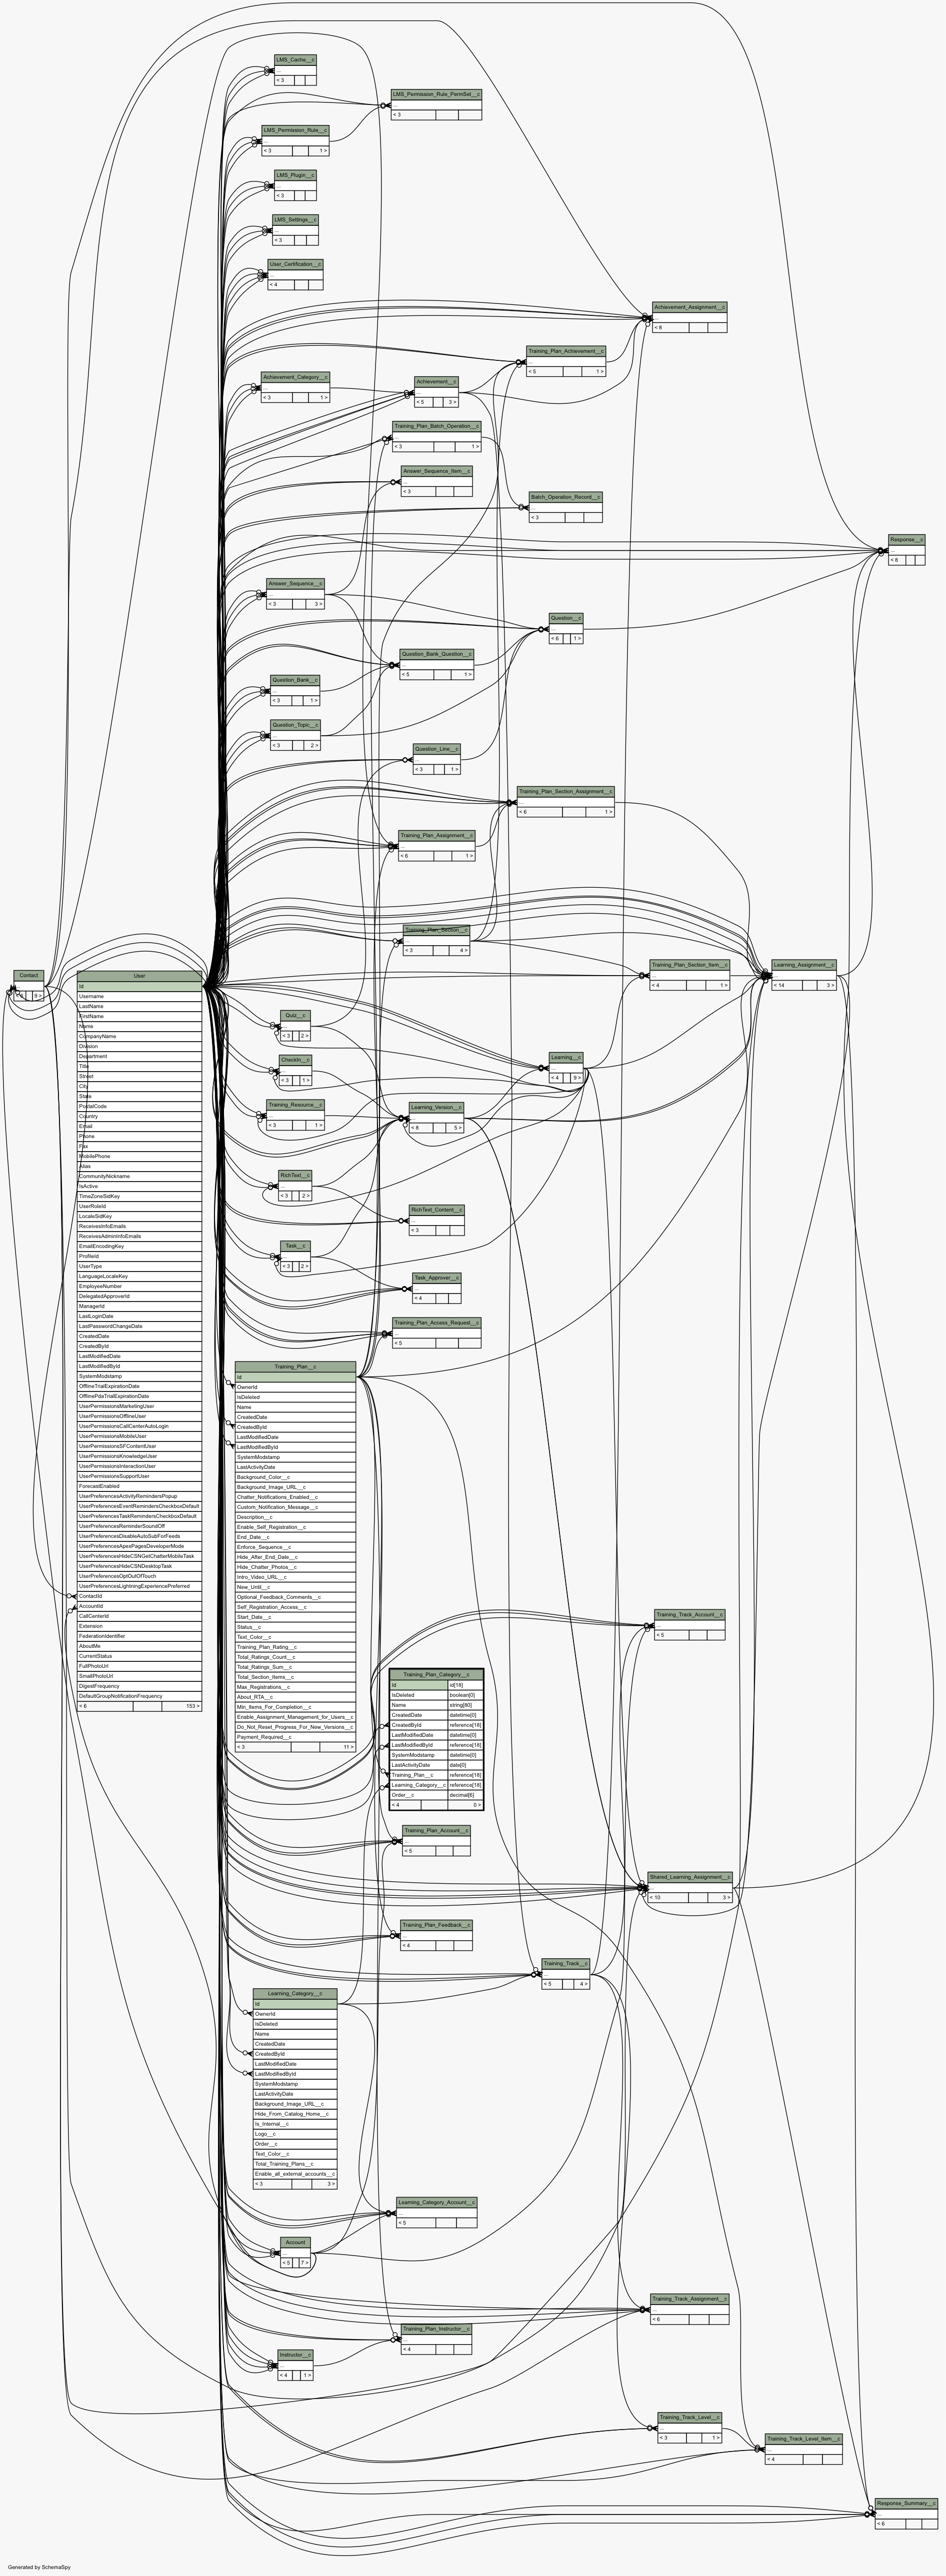 LMS_Cache__c
...
< 3
LMS_Permission_Rule_PermSet__c
...
< 3
LMS_Permission_Rule__c
...
< 3 1 >
LMS_Plugin__c
...
< 3
LMS_Settings__c
...
< 3
User_Certification__c
...
< 4
Achievement_Assignment__c
...
< 6
Training_Plan_Achievement__c
...
< 5 1 >
Achievement_Category__c
...
< 3 1 >
Achievement__c
...
< 5 3 >
Training_Plan_Batch_Operation__c
...
< 3 1 >
Answer_Sequence_Item__c
...
< 3
Batch_Operation_Record__c
...
< 3
Response__c
...
< 6
Answer_Sequence__c
...
< 3 3 >
Question__c
...
< 6 1 >
Question_Bank_Question__c
...
< 5 1 >
Question_Bank__c
...
< 3 1 >
Question_Topic__c
...
< 3 2 >
Question_Line__c
...
< 3 1 >
Training_Plan_Section_Assignment__c
...
< 6 1 >
Training_Plan_Assignment__c
...
< 6 1 >
Training_Plan_Section__c
...
< 3 4 >
Training_Plan_Section_Item__c
...
< 4 1 >
Learning_Assignment__c
...
< 14 3 >
Contact
...
9 >
User
Id
Username
LastName
FirstName
Name
CompanyName
Division
Department
Title
Street
City
State
PostalCode
Country
Email
Phone
Fax
MobilePhone
Alias
CommunityNickname
IsActive
TimeZoneSidKey
UserRoleId
LocaleSidKey
ReceivesInfoEmails
ReceivesAdminInfoEmails
EmailEncodingKey
ProfileId
UserType
LanguageLocaleKey
EmployeeNumber
DelegatedApproverId
ManagerId
LastLoginDate
LastPasswordChangeDate
CreatedDate
CreatedById
LastModifiedDate
LastModifiedById
SystemModstamp
OfflineTrialExpirationDate
OfflinePdaTrialExpirationDate
UserPermissionsMarketingUser
UserPermissionsOfflineUser
UserPermissionsCallCenterAutoLogin
UserPermissionsMobileUser
UserPermissionsSFContentUser
UserPermissionsKnowledgeUser
UserPermissionsInteractionUser
UserPermissionsSupportUser
ForecastEnabled
UserPreferencesActivityRemindersPopup
UserPreferencesEventRemindersCheckboxDefault
UserPreferencesTaskRemindersCheckboxDefault
UserPreferencesReminderSoundOff
UserPreferencesDisableAutoSubForFeeds
UserPreferencesApexPagesDeveloperMode
UserPreferencesHideCSNGetChatterMobileTask
UserPreferencesHideCSNDesktopTask
UserPreferencesOptOutOfTouch
UserPreferencesLightningExperiencePreferred
ContactId
AccountId
CallCenterId
Extension
FederationIdentifier
AboutMe
CurrentStatus
FullPhotoUrl
SmallPhotoUrl
DigestFrequency
DefaultGroupNotificationFrequency
< 6 153 >
Quiz__c
...
< 3 2 >
CheckIn__c
...
< 3 1 >
Learning__c
...
< 4 9 >
Training_Resource__c
...
< 3 1 >
Learning_Version__c
...
< 8 5 >
RichText__c
...
< 3 2 >
RichText_Content__c
...
< 3
Task__c
...
< 3 2 >
Task_Approver__c
...
< 4
Training_Plan_Access_Request__c
...
< 5
Training_Plan__c
Id
OwnerId
IsDeleted
Name
CreatedDate
CreatedById
LastModifiedDate
LastModifiedById
SystemModstamp
LastActivityDate
Background_Color__c
Background_Image_URL__c
Chatter_Notifications_Enabled__c
Custom_Notification_Message__c
Description__c
Enable_Self_Registration__c
End_Date__c
Enforce_Sequence__c
Hide_After_End_Date__c
Hide_Chatter_Photos__c
Intro_Video_URL__c
New_Until__c
Optional_Feedback_Comments__c
Self_Registration_Access__c
Start_Date__c
Status__c
Text_Color__c
Training_Plan_Rating__c
Total_Ratings_Count__c
Total_Ratings_Sum__c
Total_Section_Items__c
Max_Registrations__c
About_RTA__c
Min_Items_For_Completion__c
Enable_Assignment_Management_for_Users__c
Do_Not_Reset_Progress_For_New_Versions__c
Payment_Required__c
< 3 11 >
Training_Track_Account__c
...
< 5
Training_Plan_Category__c
Id id[18]
IsDeleted boolean[0]
Name string[80]
CreatedDate datetime[0]
CreatedById reference[18]
LastModifiedDate datetime[0]
LastModifiedById reference[18]
SystemModstamp datetime[0]
LastActivityDate date[0]
Training_Plan__c reference[18]
Learning_Category__c reference[18]
Order__c decimal[6]
< 4 0 >
Training_Plan_Account__c
...
< 5
Shared_Learning_Assignment__c
...
< 10 3 >
Training_Plan_Feedback__c
...
< 4
Training_Track__c
...
< 5 4 >
Learning_Category__c
Id
OwnerId
IsDeleted
Name
CreatedDate
CreatedById
LastModifiedDate
LastModifiedById
SystemModstamp
LastActivityDate
Background_Image_URL__c
Hide_From_Catalog_Home__c
Is_Internal__c
Logo__c
Order__c
Text_Color__c
Total_Training_Plans__c
Enable_all_external_accounts__c
< 3 3 >
Learning_Category_Account__c
...
< 5
Account
...
< 5 7 >
Training_Track_Assignment__c
...
< 6
Training_Plan_Instructor__c
...
< 4
Instructor__c
...
< 4 1 >
Training_Track_Level__c
...
< 3 1 >
Training_Track_Level_Item__c
...
< 4
Response_Summary__c
...
< 6
Generated by SchemaSpy